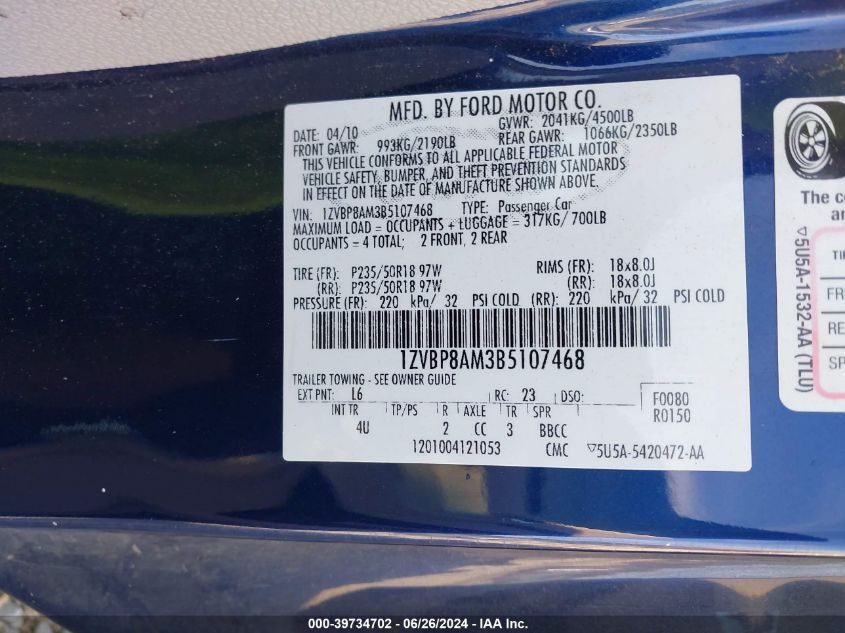 MFD. BY FORD MOTOR CO.
DATE: 04/10 GVWR: 2041KG/4500LB
FRONT GAWR: 993KG/2190LB REAR GAWR: 1066KG/2350LB
THIS VEHICLE CONFORMS TO ALL APPLICABLE FEDERAL MOTOR
VEHICLE SAFETY, BUMPER, AND THEFT PREVENTION STANDARDS
IN EFFECT ON THE DATE OF MANUFACTURE SHOWN ABOVE.
VIN: 1ZVBP8AM3B5107468 TYPE: Passenger Car
MAXIMUM LOAD = OCCUPANTS + LUGGAGE = 317KG/ 700LB
OCCUPANTS = 4 TOTAL; 2 FRONT, 2 REAR
TIRE (FR): P235/50R18 97W RIMS (FR): 18x8.0J
(RR): P235/50R18 97W (RR): 18x8.0J
PRESSURE (FR): 220 kPa/ 32 PSI COLD (RR): 220 kPa/ 32 PSI COLD
1ZVBP8AM3B5107468
TRAILER TOWING - SEE OWNER GUIDE
EXT PNT: L6 RC: 23 DSO: F0080
INT TR TP/PS R AXLE TR SPR R0150
4U 2 CC 3 BBCC
1201004121053 CMC ▽5U5A-5420472-AA
▽5U5A-1532-AA (TLU)
The co
an
TI
FR
RE
SP
000-39734702 - 06/26/2024 - IAA Inc.